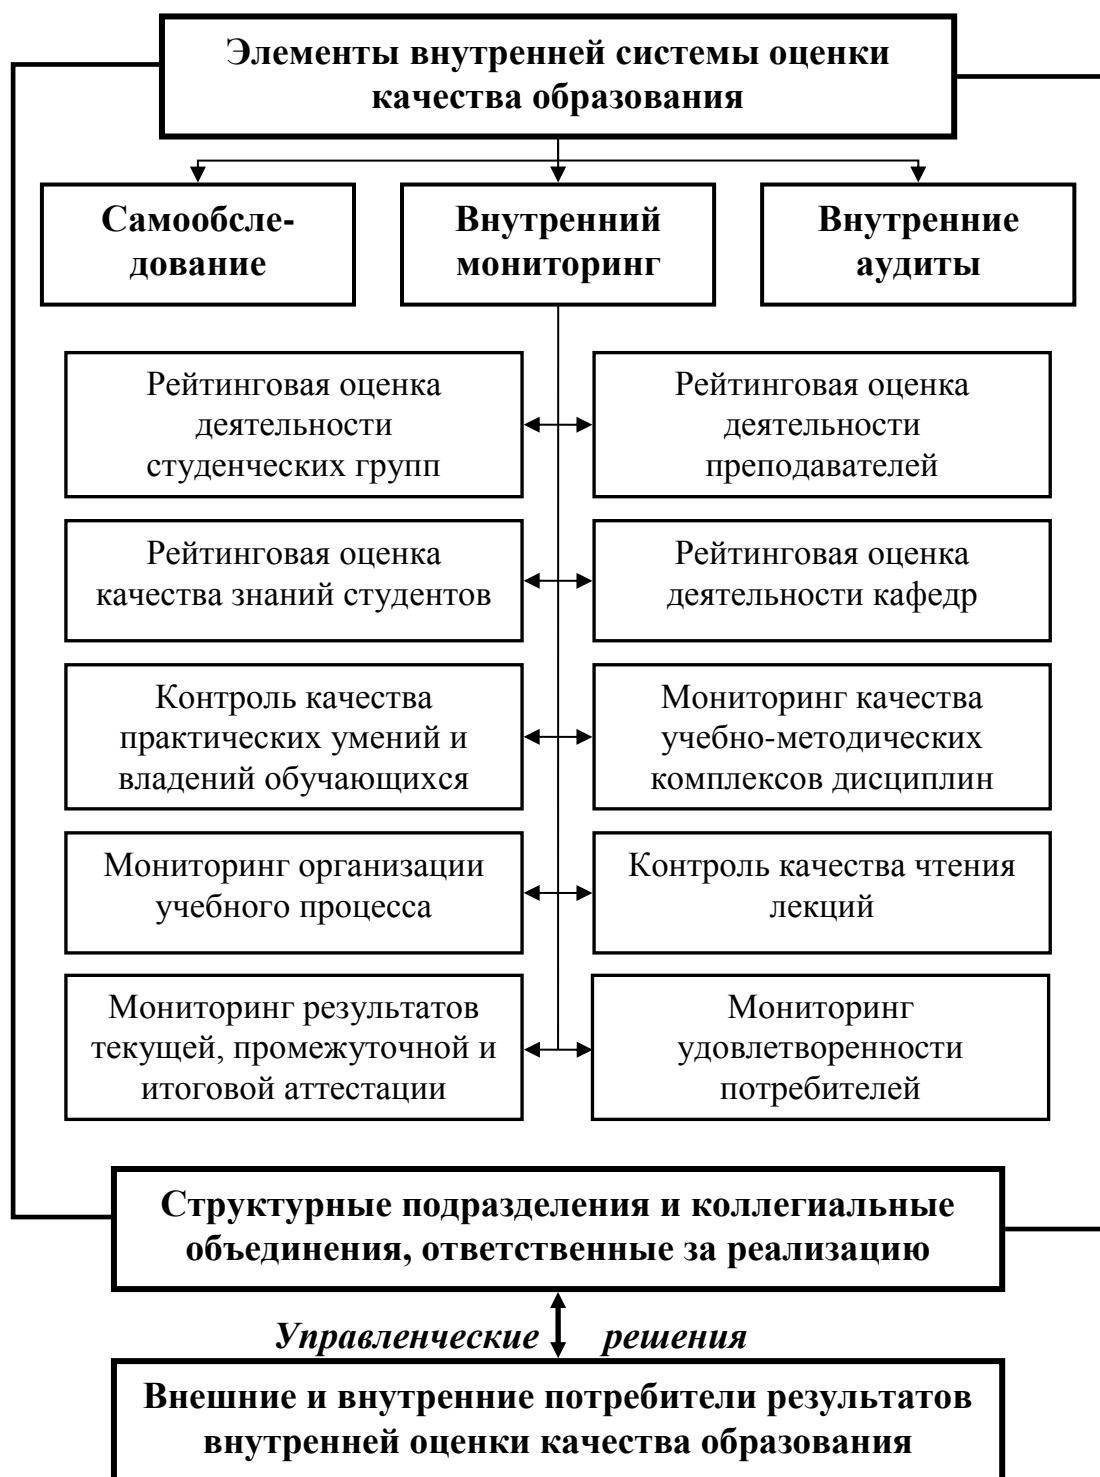 Элементы внутренней системы оценки
качества образования
Самообсле-
дование
Внутренний
мониторинг
Внутренние
аудиты
Рейтинговая оценка
деятельности
студенческих групп
Рейтинговая оценка
деятельности
преподавателей
Рейтинговая оценка
качества знаний студентов
Рейтинговая оценка
деятельности кафедр
Контроль качества
практических умений и
владений обучающихся
Мониторинг качества
учебно-методических
комплексов дисциплин
Мониторинг организации
учебного процесса
Контроль качества чтения
лекций
Мониторинг результатов
текущей, промежуточной и
итоговой аттестации
Мониторинг
удовлетворенности
потребителей
Структурные подразделения и коллегиальные
объединения, ответственные за реализацию
Управленческие решения
Внешние и внутренние потребители результатов
внутренней оценки качества образования